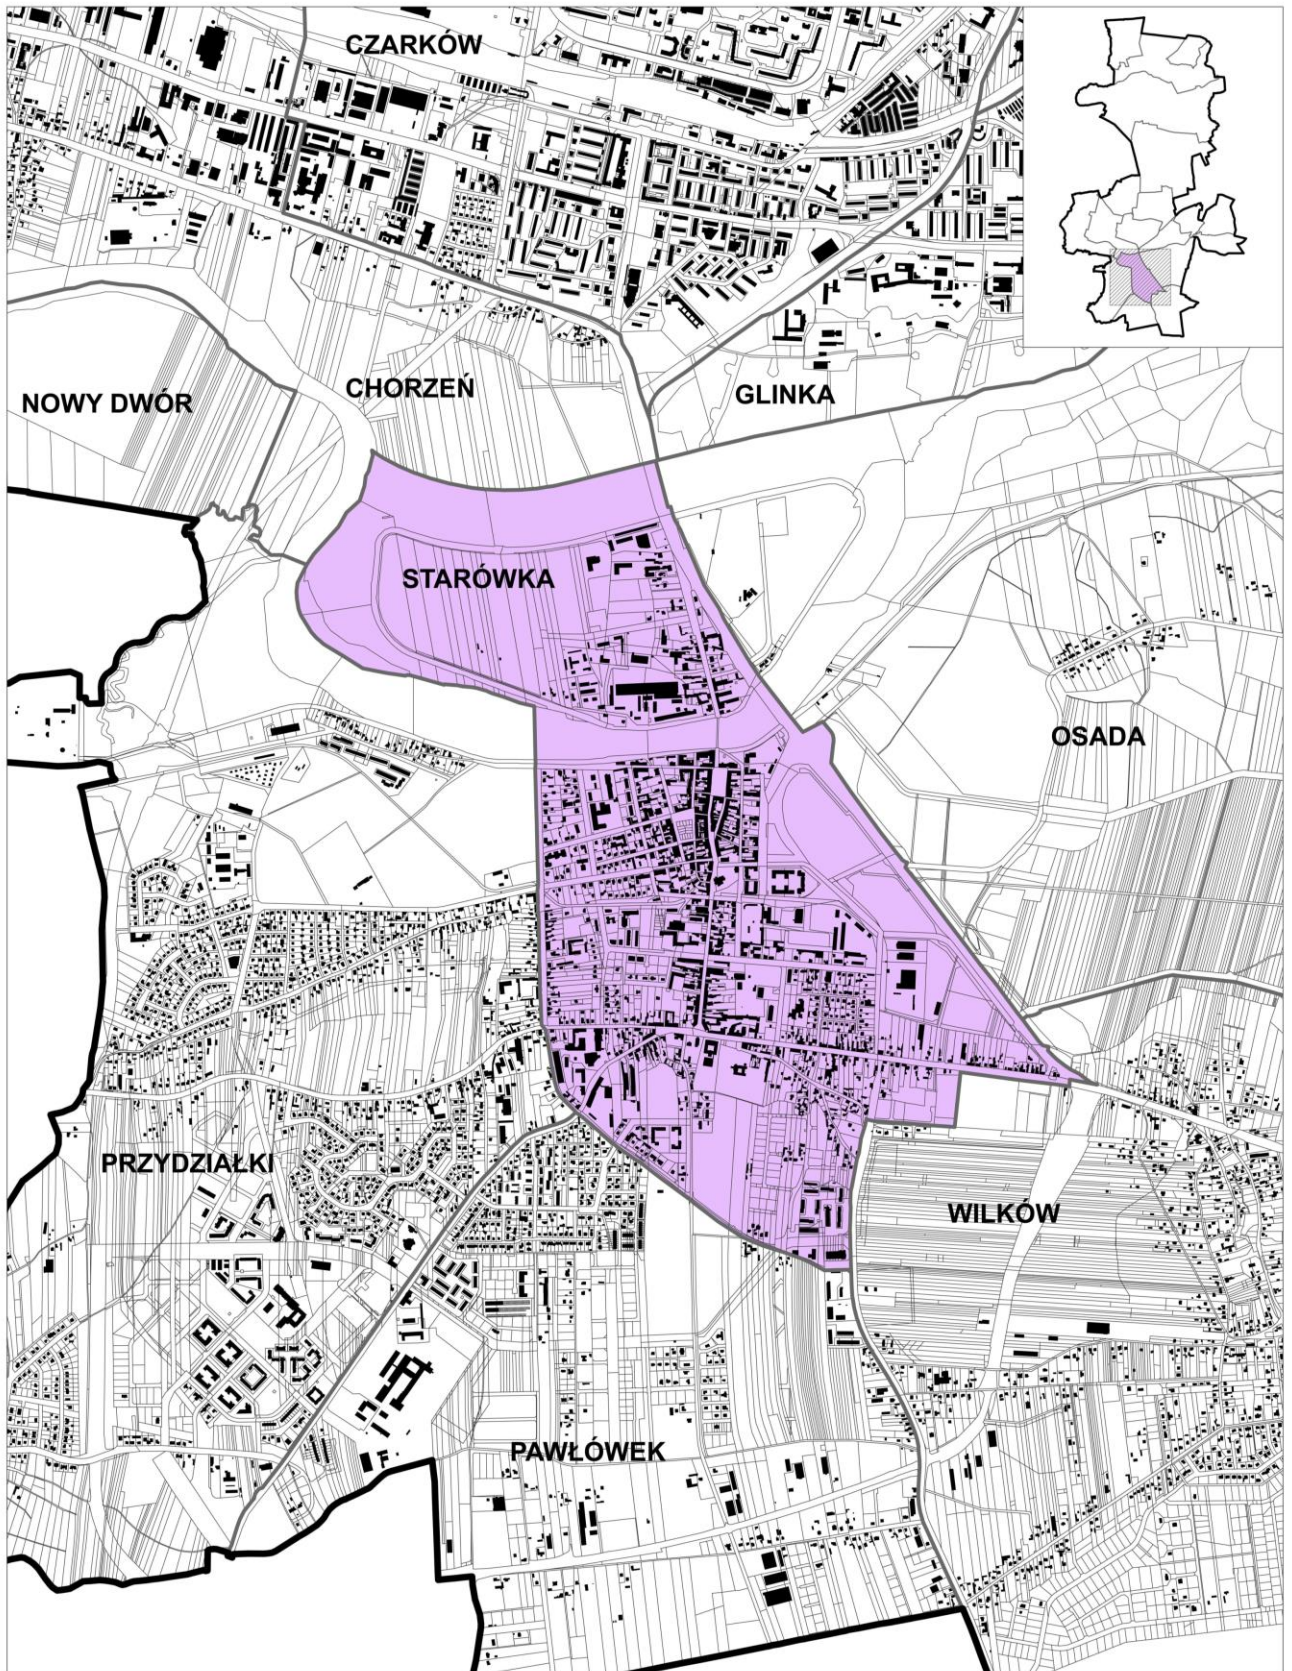 CZARKÓW
CHORZEŃ
NOWY DWÓR
GLINKA
STARÓWKA
OSADA
PRZYDZIAŁKI
WILKÓW
PAWŁÓWEK